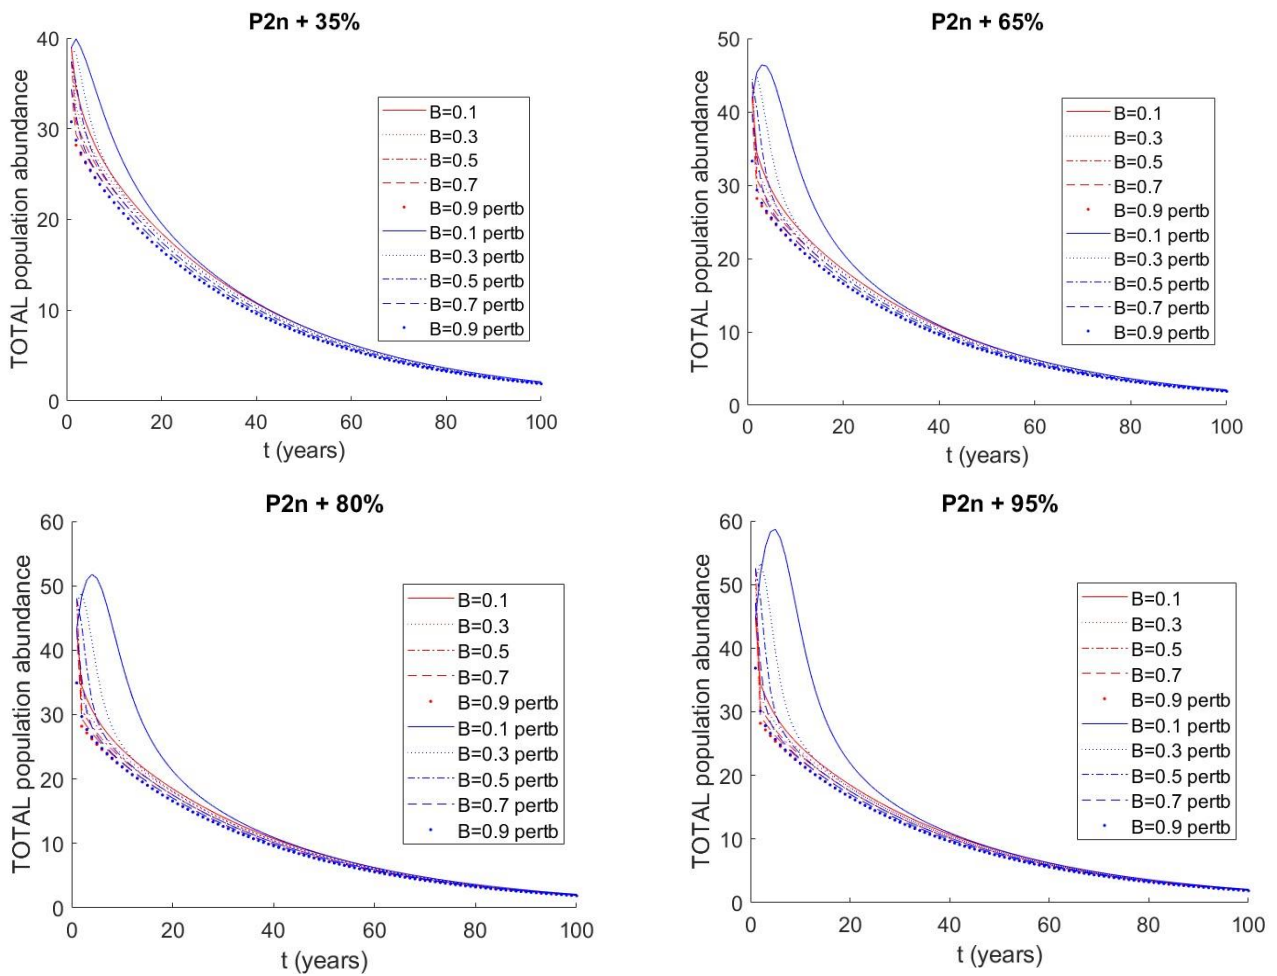 P2n + 35%
40
30
20
10
0
TOTAL population abundance
B=0.1
B=0.3
B=0.5
B=0.7
B=0.9 pertb
B=0.1 pertb
B=0.3 pertb
B=0.5 pertb
B=0.7 pertb
B=0.9 pertb
0 20 40 60 80 100
t (years)
P2n + 65%
50
40
30
20
10
0
TOTAL population abundance
B=0.1
B=0.3
B=0.5
B=0.7
B=0.9 pertb
B=0.1 pertb
B=0.3 pertb
B=0.5 pertb
B=0.7 pertb
B=0.9 pertb
0 20 40 60 80 100
t (years)
P2n + 80%
60
50
40
30
20
10
0
TOTAL population abundance
B=0.1
B=0.3
B=0.5
B=0.7
B=0.9 pertb
B=0.1 pertb
B=0.3 pertb
B=0.5 pertb
B=0.7 pertb
B=0.9 pertb
0 20 40 60 80 100
t (years)
P2n + 95%
60
50
40
30
20
10
0
TOTAL population abundance
B=0.1
B=0.3
B=0.5
B=0.7
B=0.9 pertb
B=0.1 pertb
B=0.3 pertb
B=0.5 pertb
B=0.7 pertb
B=0.9 pertb
0 20 40 60 80 100
t (years)